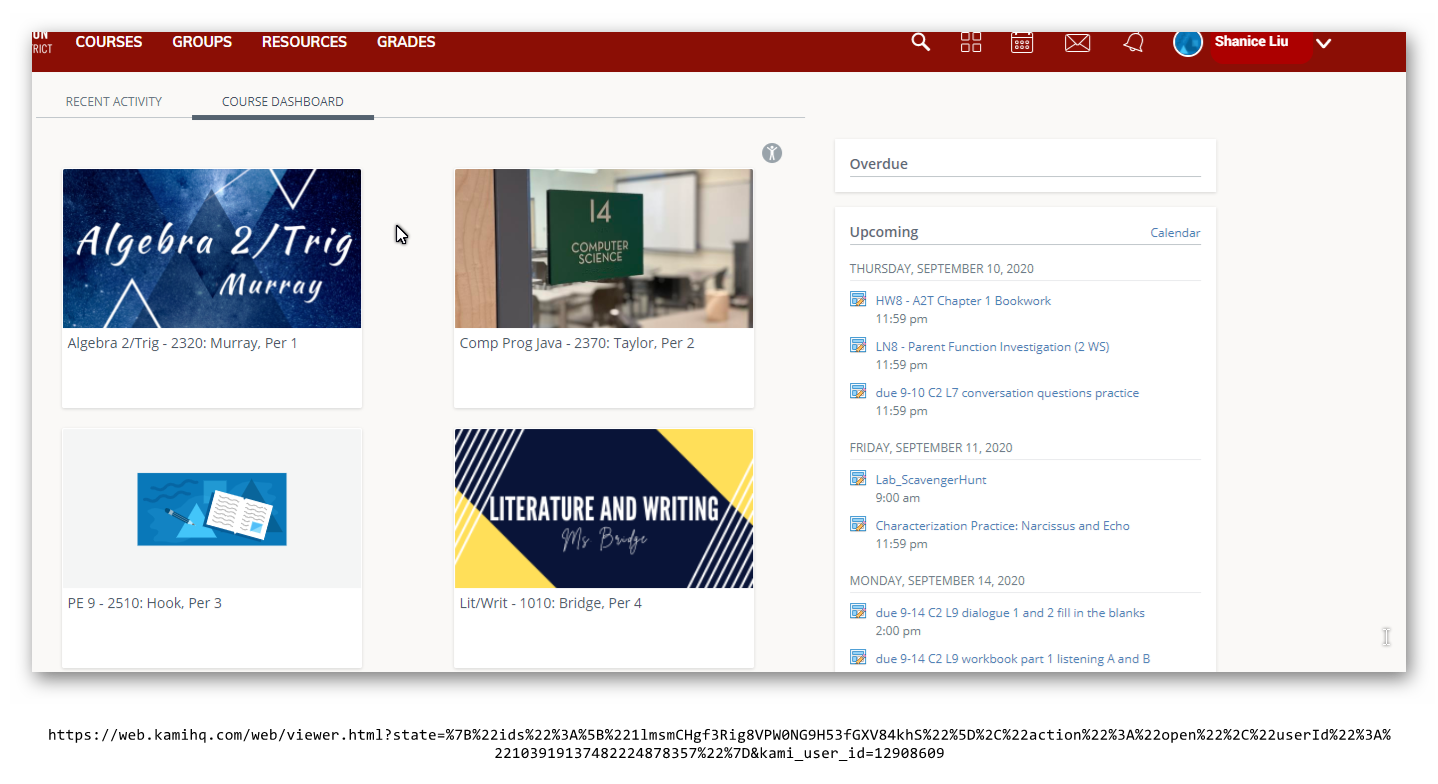 ON
RICT
COURSES GROUPS RESOURCES GRADES
Shanice Liu
RECENT ACTIVITY COURSE DASHBOARD
Algebra 2/Trig
Murray
Algebra 2/Trig - 2320: Murray, Per 1
14
COMPUTER
SCIENCE
Comp Prog Java - 2370: Taylor, Per 2
PE 9 - 2510: Hook, Per 3
LITERATURE AND WRITING
Ms. Bridge
Lit/Writ - 1010: Bridge, Per 4
Overdue
Upcoming Calendar
THURSDAY, SEPTEMBER 10, 2020
HW8 - A2T Chapter 1 Bookwork
11:59 pm
LN8 - Parent Function Investigation (2 WS)
11:59 pm
due 9-10 C2 L7 conversation questions practice
11:59 pm
FRIDAY, SEPTEMBER 11, 2020
Lab_ScavengerHunt
9:00 am
Characterization Practice: Narcissus and Echo
11:59 pm
MONDAY, SEPTEMBER 14, 2020
due 9-14 C2 L9 dialogue 1 and 2 fill in the blanks
2:00 pm
due 9-14 C2 L9 workbook part 1 listening A and B
https://web.kamihq.com/web/viewer.html?state=%7B%22ids%22%3A%5B%221lmsmCHgf3Rig8VPW0NG9H53fGXV84khS%22%5D%2C%22action%22%3A%22open%22%2C%22userId%22%3A%
22103919137482224878357%22%7D&kami_user_id=12908609